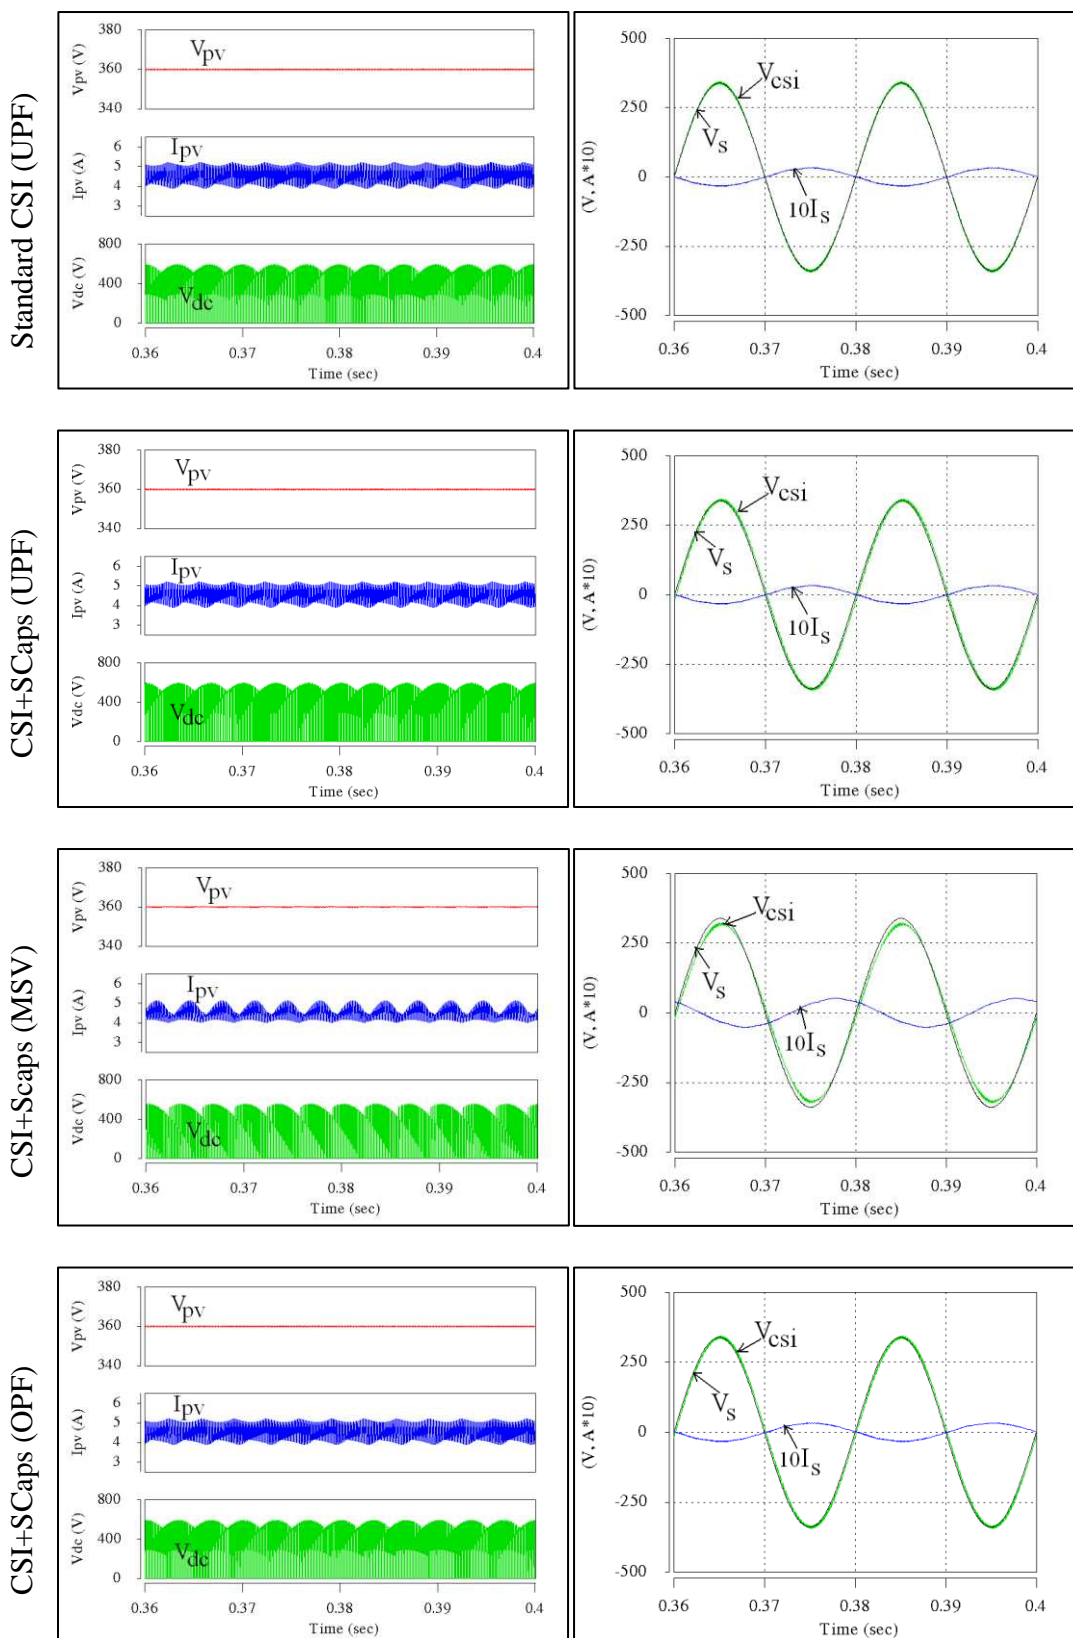 Standard CSI (UPF)
380
Vpv (V)
360
340
Vpv
6
Ipv (A)
5
4
3
Ipv
800
Vdc (V)
400
0
Vdc
0.36 0.37 0.38 0.39 0.4
Time (sec)
500
250
(V, A*10)
0
-250
-500
Vcsi
Vs
10Is
0.36 0.37 0.38 0.39 0.4
Time (sec)
CSI+SCaps (UPF)
380
Vpv (V)
360
340
Vpv
6
Ipv (A)
5
4
3
Ipv
800
Vdc (V)
400
0
Vdc
0.36 0.37 0.38 0.39 0.4
Time (sec)
500
250
(V, A*10)
0
-250
-500
Vcsi
Vs
10Is
0.36 0.37 0.38 0.39 0.4
Time (sec)
CSI+Scaps (MSV)
380
Vpv (V)
360
340
Vpv
6
Ipv (A)
5
4
3
Ipv
800
Vdc (V)
400
0
Vdc
0.36 0.37 0.38 0.39 0.4
Time (sec)
500
250
(V, A*10)
0
-250
-500
Vcsi
Vs
10Is
0.36 0.37 0.38 0.39 0.4
Time (sec)
CSI+SCaps (OPF)
380
Vpv (V)
360
340
Vpv
6
Ipv (A)
5
4
3
Ipv
800
Vdc (V)
400
0
Vdc
0.36 0.37 0.38 0.39 0.4
Time (sec)
500
250
(V, A*10)
0
-250
-500
Vcsi
Vs
10Is
0.36 0.37 0.38 0.39 0.4
Time (sec)